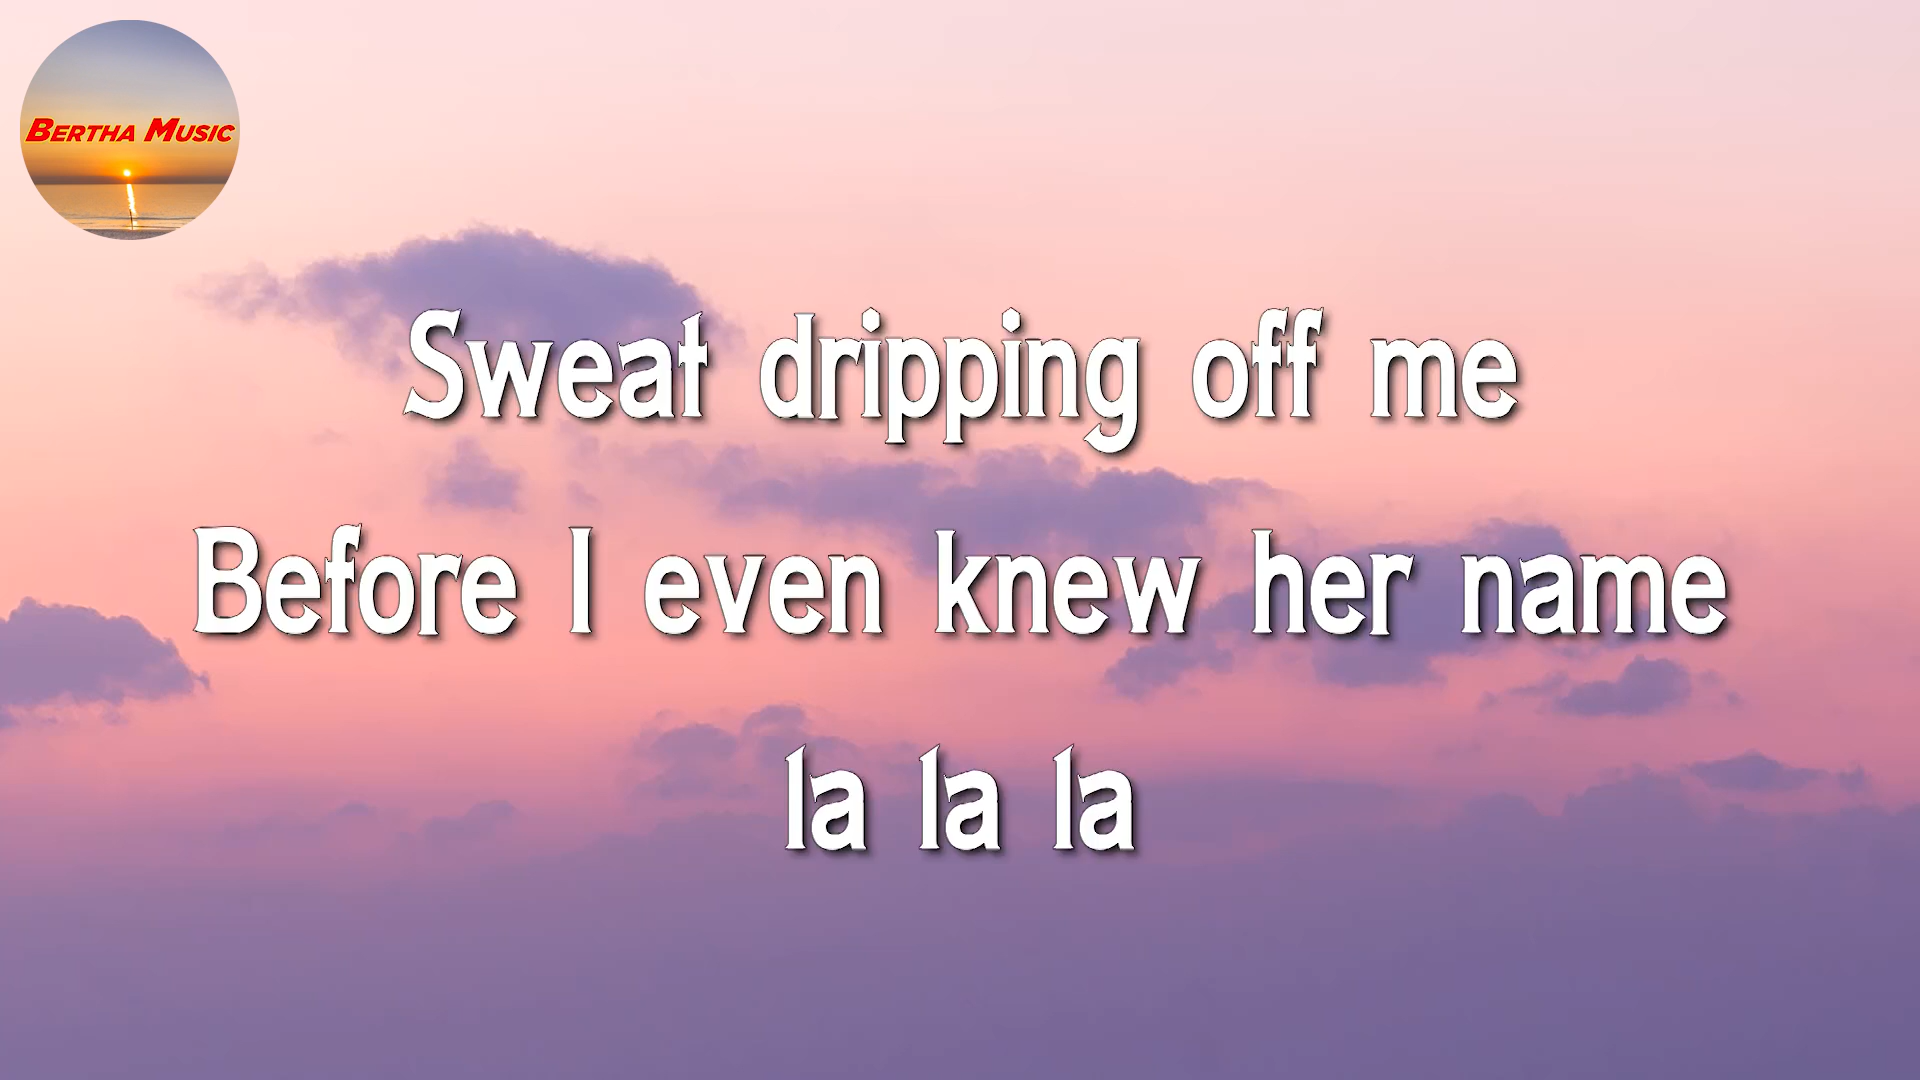 Bertha Music
Sweat dripping off me
Before I even knew her name
la la la